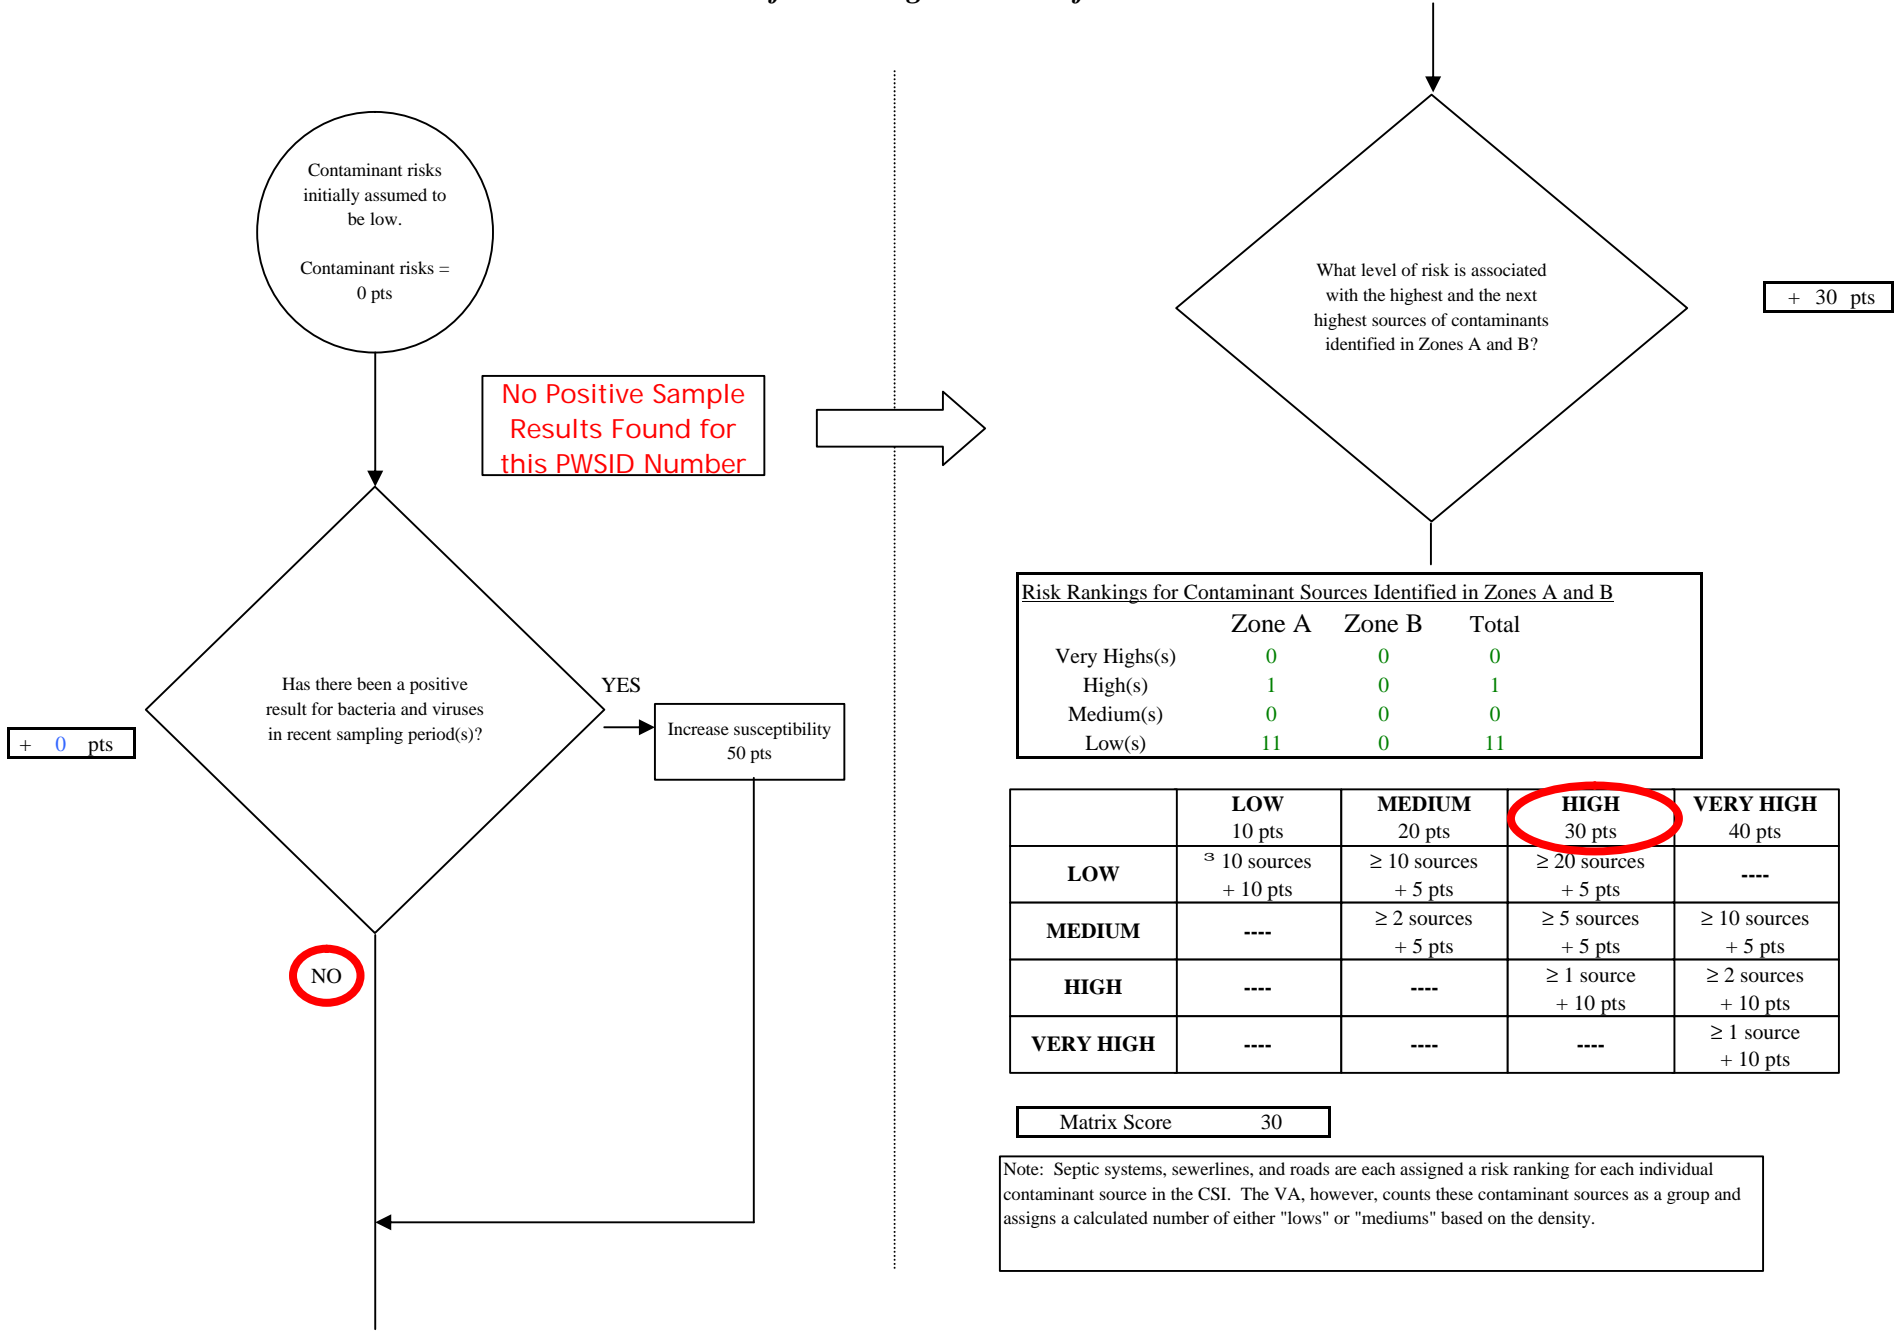 Contaminant risks
initially assumed to
be low.
Contaminant risks =
0 pts
No Positive Sample
Results Found for
this PWSID Number
Has there been a positive
result for bacteria and viruses
in recent sampling period(s)?
YES
Increase susceptibility
50 pts
+ 0 pts
NO
What level of risk is associated
with the highest and the next
highest sources of contaminants
identified in Zones A and B?
+ 30 pts
Risk Rankings for Contaminant Sources Identified in Zones A and B
Zone A Zone B Total
Very Highs(s) 0 0 0
High(s) 1 0 1
Medium(s) 0 0 0
Low(s) 11 0 11
LOW MEDIUM HIGH VERY HIGH
10 pts 20 pts 30 pts 40 pts
LOW ³ 10 sources ≥ 10 sources ≥ 20 sources ----
+ 10 pts + 5 pts + 5 pts
MEDIUM ---- ≥ 2 sources ≥ 5 sources ≥ 10 sources
+ 5 pts + 5 pts + 5 pts
HIGH ---- ---- ≥ 1 source ≥ 2 sources
+ 10 pts + 10 pts
VERY HIGH ---- ---- ---- ≥ 1 source
+ 10 pts
Matrix Score 30
Note: Septic systems, sewerlines, and roads are each assigned a risk ranking for each individual
contaminant source in the CSI. The VA, however, counts these contaminant sources as a group and
assigns a calculated number of either "lows" or "mediums" based on the density.